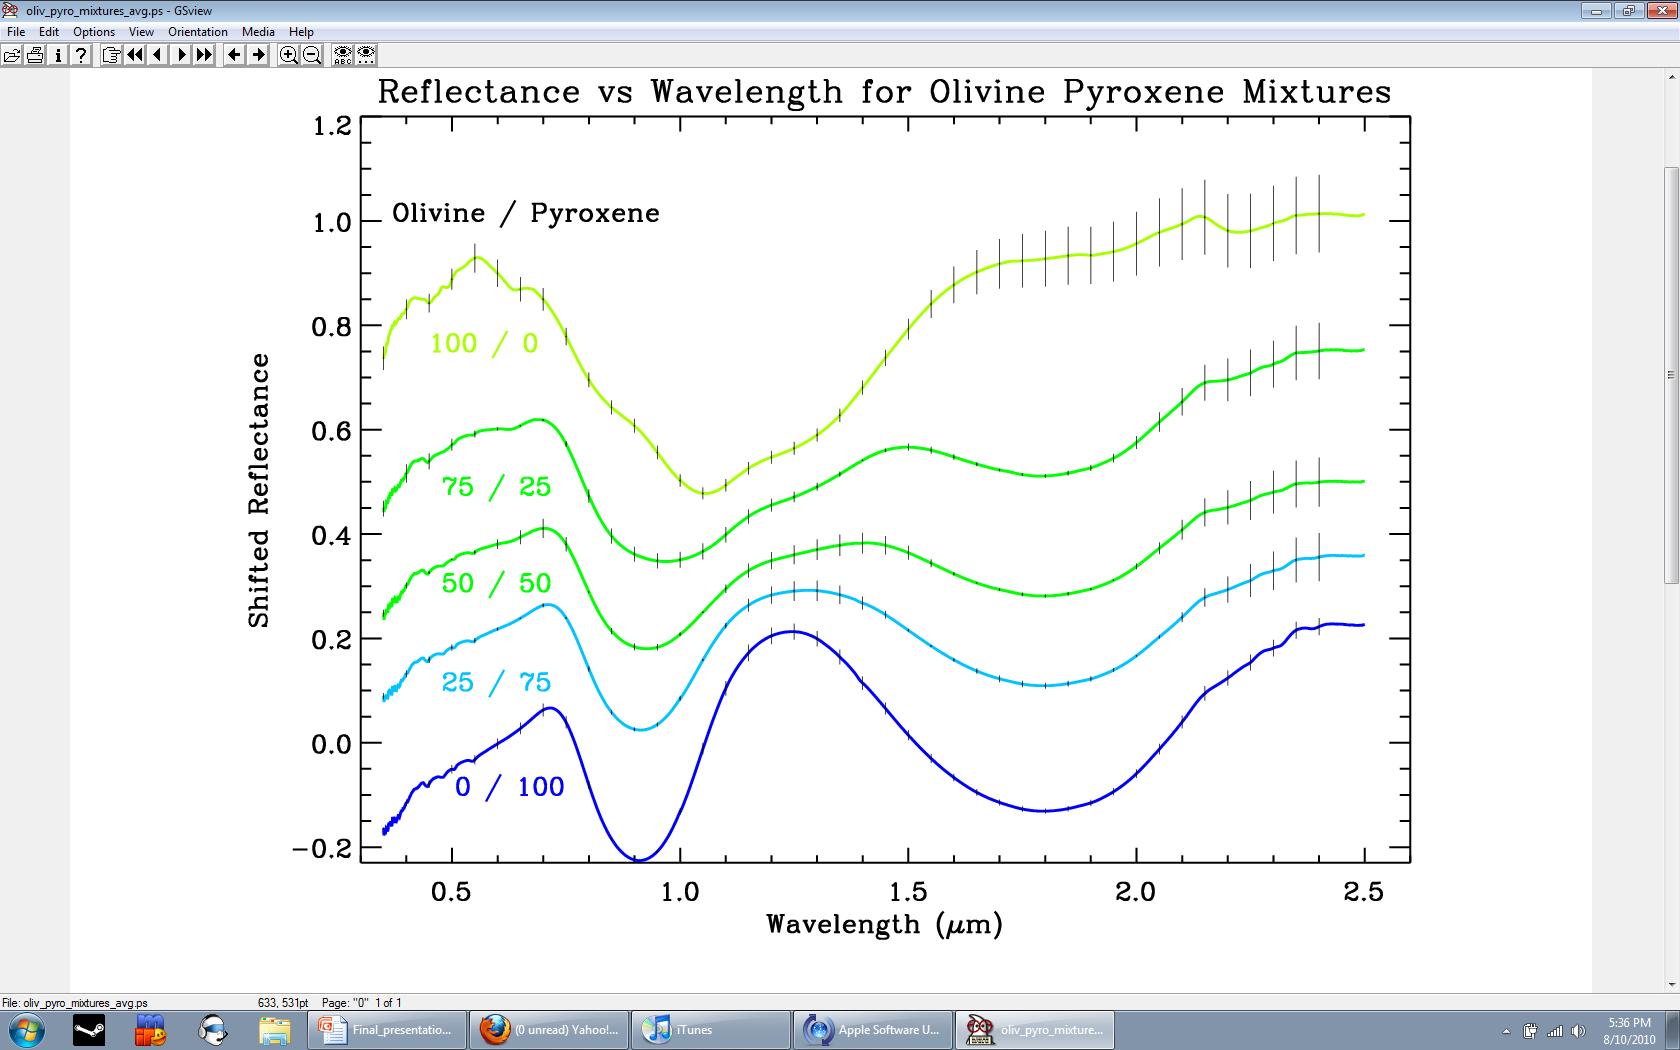 oliv_pyro_mixtures_avg.ps - GSview
File Edit Options View Orientation Media Help
i ? ABC
Reflectance vs Wavelength for Olivine Pyroxene Mixtures
1.2
1.0
0.8
0.6
0.4
0.2
0.0
−0.2
Shifted Reflectance
Olivine / Pyroxene
100 / 0
75 / 25
50 / 50
25 / 75
0 / 100
0.5 1.0 1.5 2.0 2.5
Wavelength (μm)
File: oliv_pyro_mixtures_avg.ps 633, 531pt Page: "0" 1 of 1
Final_presentatio... (0 unread) Yahoo!... iTunes Apple Software U... oliv_pyro_mixture...
5:36 PM
8/10/2010